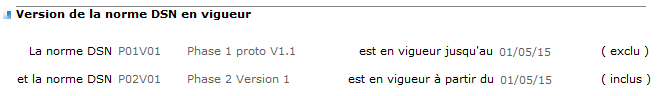 Version de la norme DSN en vigueur
La norme DSN P01V01 Phase 1 proto V1.1 est en vigueur jusqu'au 01/05/15 ( exclu )
et la norme DSN P02V01 Phase 2 Version 1 est en vigueur à partir du 01/05/15 ( inclus )